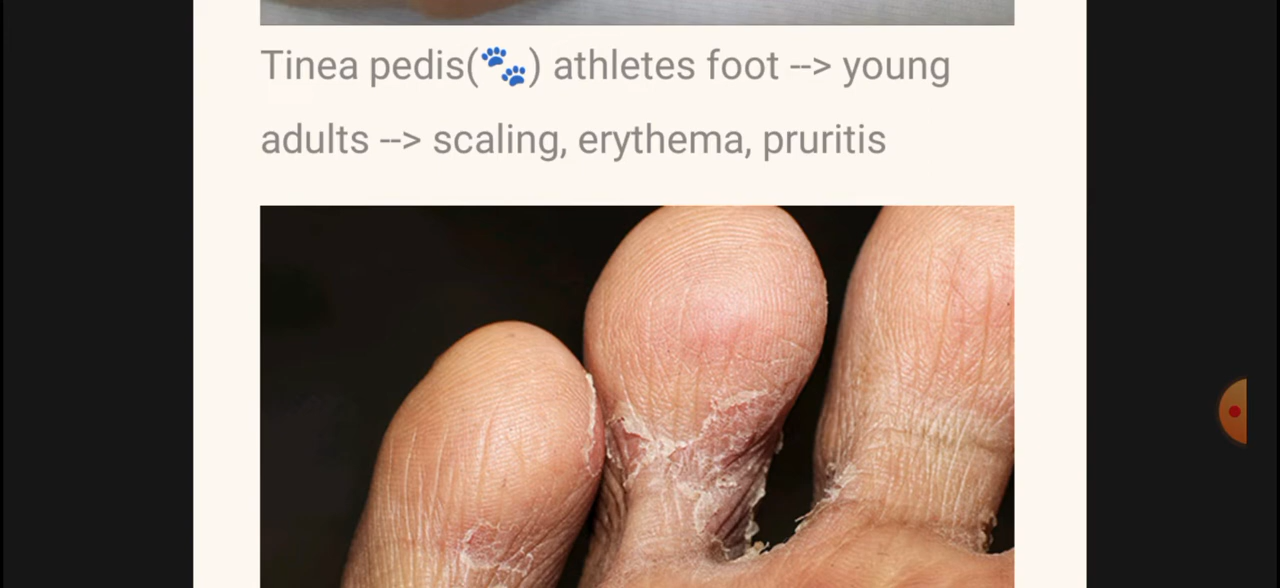 Tinea pedis(🐾) athletes foot --> young
adults --> scaling, erythema, pruritis